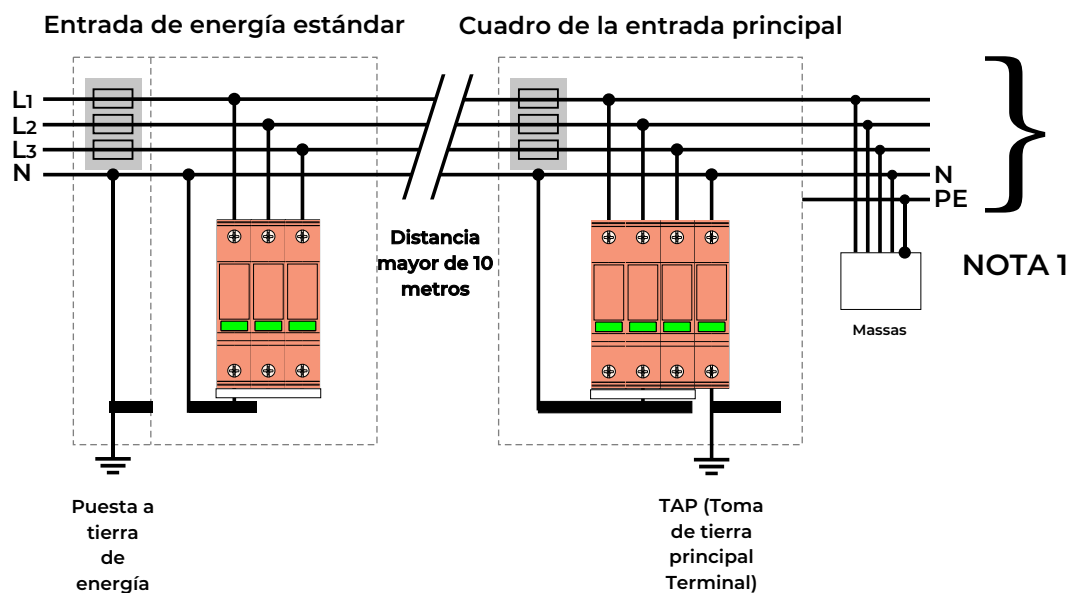 Entrada de energía estándar
Cuadro de la entrada principal
L1
L2
L3
N
N
PE
Distancia
mayor de 10
metros
NOTA 1
Massas
Puesta a
tierra
de
energía
TAP (Toma
de tierra
principal
Terminal)